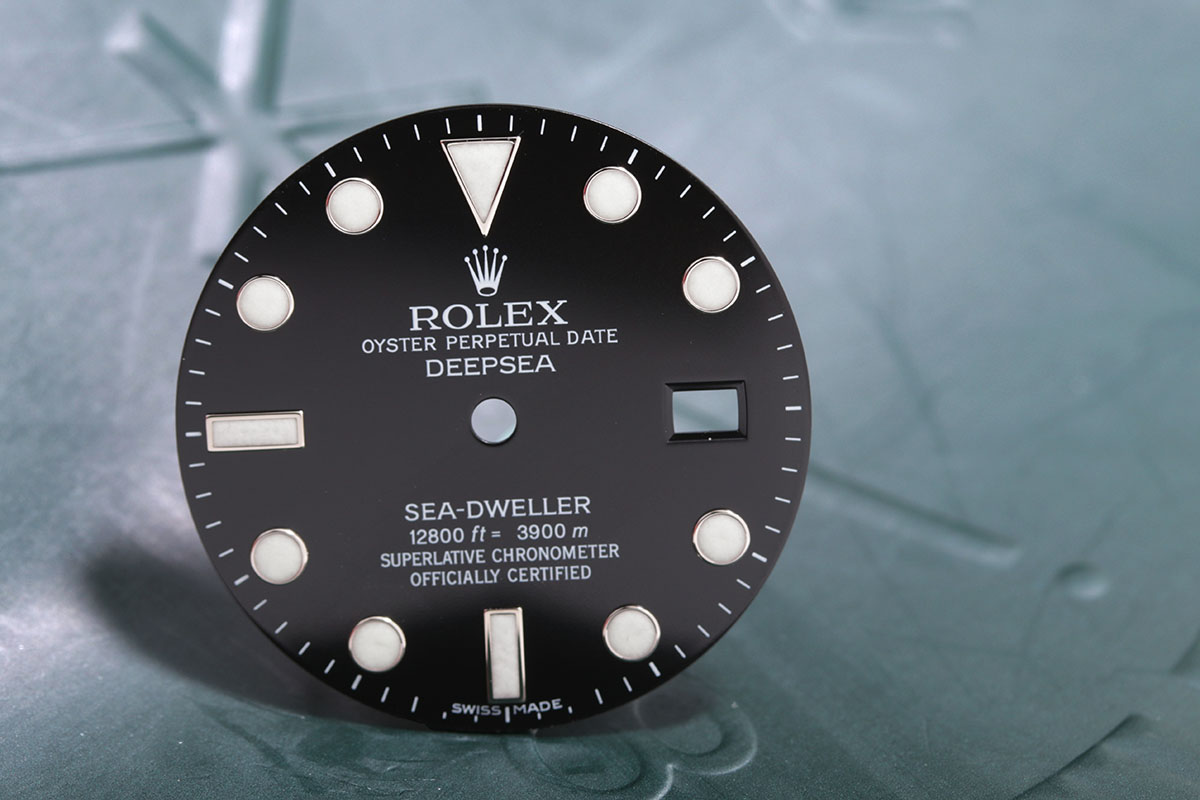 ROLEX
OYSTER PERPETUAL DATE
DEEPSEA
SEA-DWELLER
12800 ft = 3900 m
SUPERLATIVE CHRONOMETER
OFFICIALLY CERTIFIED
SWISS MADE